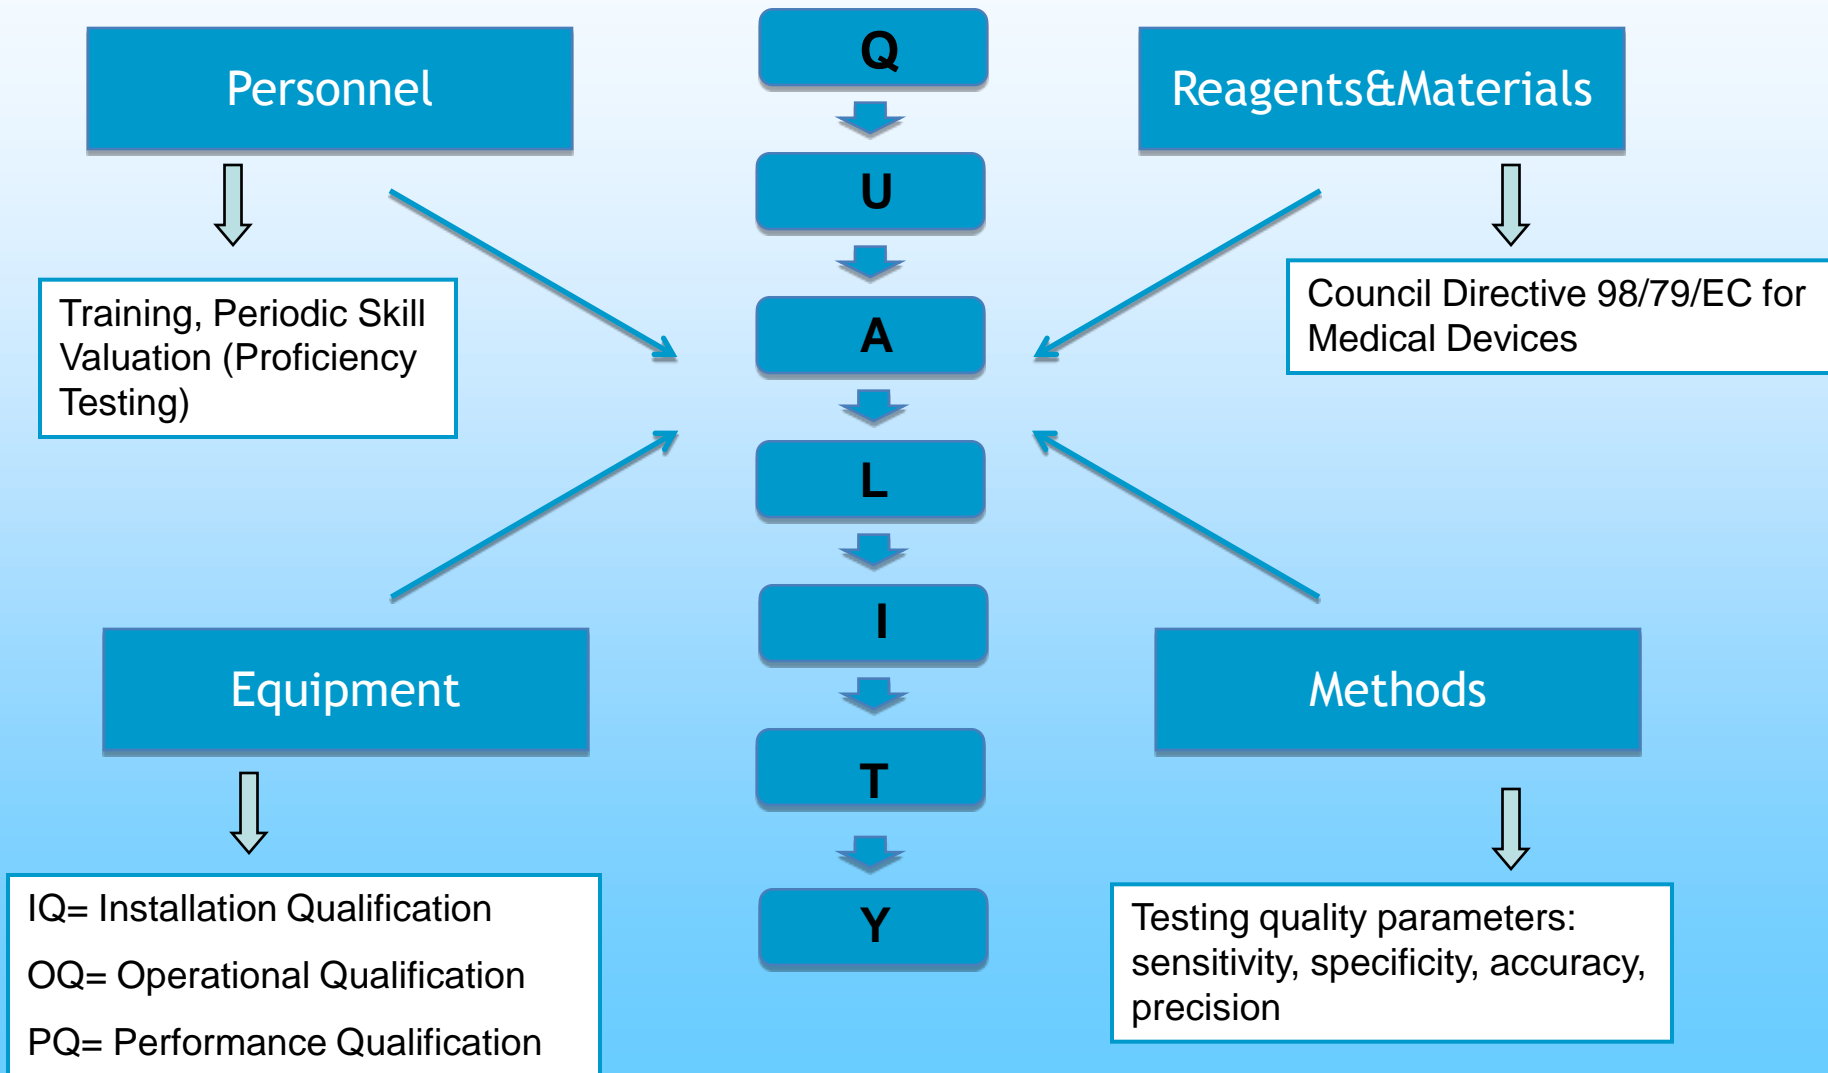 Personnel
Training, Periodic Skill
Valuation (Proficiency
Testing)
Equipment
IQ= Installation Qualification
OQ= Operational Qualification
PQ= Performance Qualification
Q
U
A
L
I
T
Y
Reagents&Materials
Council Directive 98/79/EC for
Medical Devices
Methods
Testing quality parameters:
sensitivity, specificity, accuracy,
precision